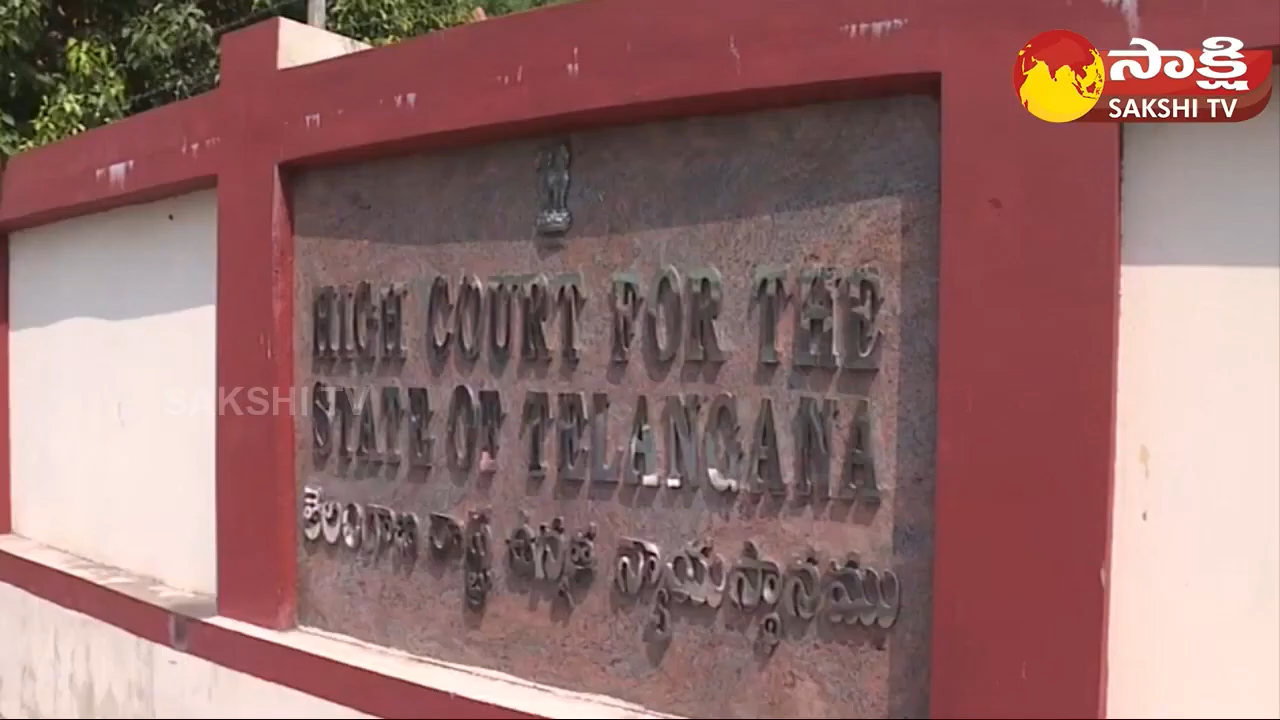 సాక్షి
SAKSHI TV
HIGH COURT FOR THE
STATE OF TELANGANA
తెలంగాణ రాష్ట్ర ఉన్నత న్యాయస్థానము
SAKSHI TV